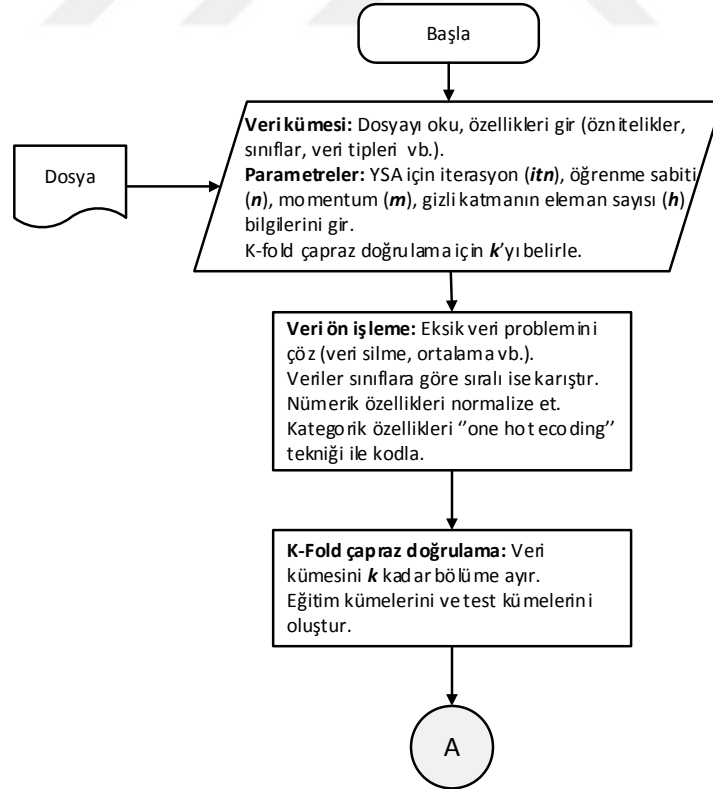 Başla
Dosya
Veri kümesi: Dosyayı oku, özellikleri gir (öznitelikler,
sınıflar, veri tipleri vb.).
Parametreler: YSA için iterasyon (itn), öğrenme sabiti
(n), momentum (m), gizli katmanın eleman sayısı (h)
bilgilerini gir.
K-fold çapraz doğrulama için k'yı belirle.
Veri ön işleme: Eksik veri problemini
çöz (veri silme, ortalama vb.).
Veriler sınıflara göre sıralı ise karıştır.
Nümerik özellikleri normalize et.
Kategorik özellikleri ‘’one hot ecoding’’
tekniği ile kodla.
K-Fold çapraz doğrulama: Veri
kümesini k kadar bölüme ayır.
Eğitim kümelerini ve test kümelerini
oluştur.
A